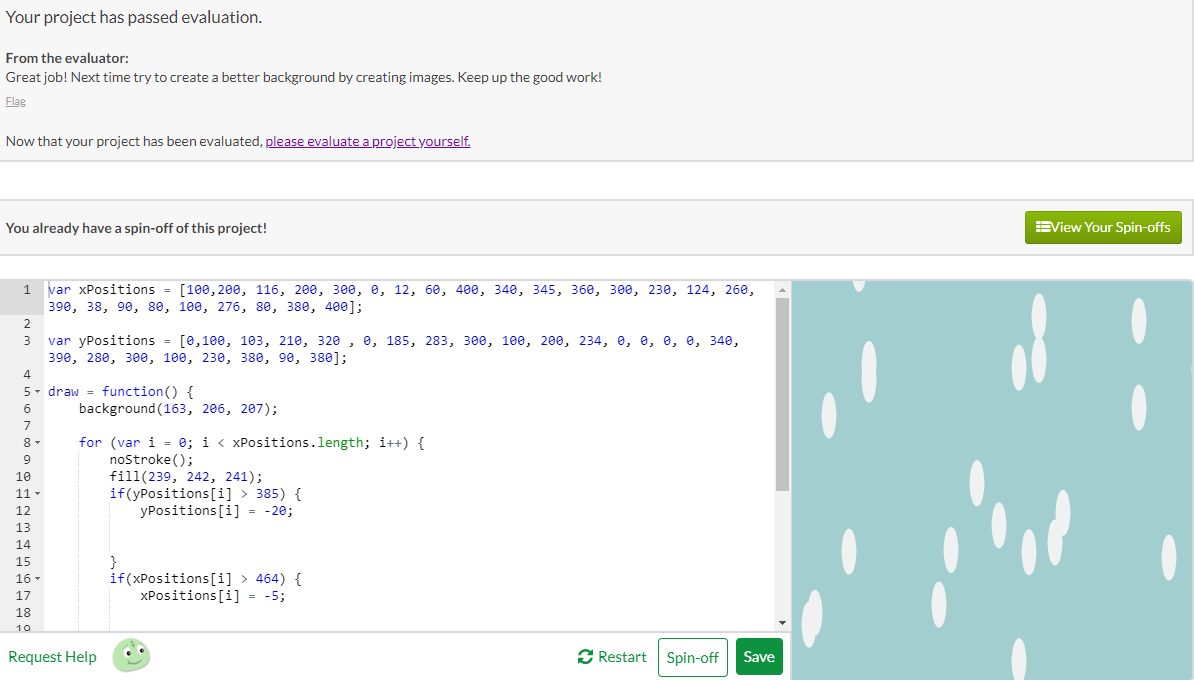 Your project has passed evaluation.
From the evaluator:
Great job! Next time try to create a better background by creating images. Keep up the good work!
Flag
Now that your project has been evaluated, please evaluate a project yourself.
You already have a spin-off of this project!
View Your Spin-offs
1 var xPositions = [100,200, 116, 200, 300, 0, 12, 60, 400, 340, 345, 360, 300, 230, 124, 260,
390, 38, 90, 80, 100, 276, 80, 380, 400];
2
3 var yPositions = [0,100, 103, 210, 320 , 0, 185, 283, 300, 100, 200, 234, 0, 0, 0, 0, 340,
390, 280, 300, 100, 230, 380, 90, 380];
4
5 draw = function() {
6 background(163, 206, 207);
7
8 for (var i = 0; i < xPositions.length; i++) {
9 noStroke();
10 fill(239, 242, 241);
11 if(yPositions[i] > 385) {
12 yPositions[i] = -20;
13
14
15 }
16 if(xPositions[i] > 464) {
17 xPositions[i] = -5;
18
19
Request Help
Restart
Spin-off
Save